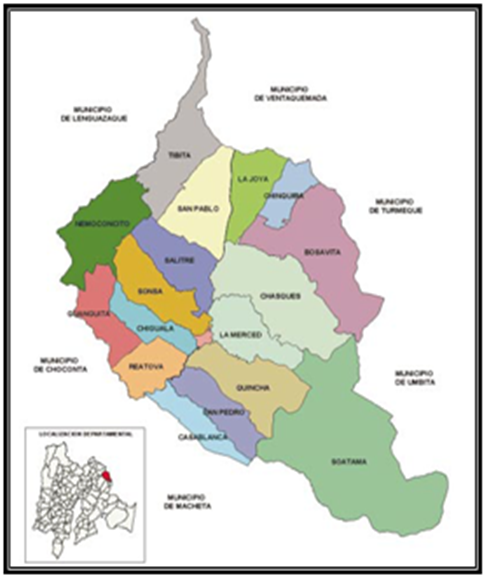 MUNICIPIO
DE VENTAQUEMADA
MUNICIPIO
DE LENGUAZAQUE
TIBITA
LA JOYA
CHINQUIRA
SAN PABLO
MUNICIPIO
DE TURMEQUE
NEMOCONCITO
BOSAVITA
SALITRE
SONSA
CHASQUES
GUANGUITA
CHIGUALA
LA MERCED
MUNICIPIO
DE CHOCONTA
REATOVA
MUNICIPIO
DE UMBITA
GUINCHA
SAN PEDRO
CASABLANCA
SOATAMA
LOCALIZACION DEPARTAMENTAL
MUNICIPIO
DE MACHETA